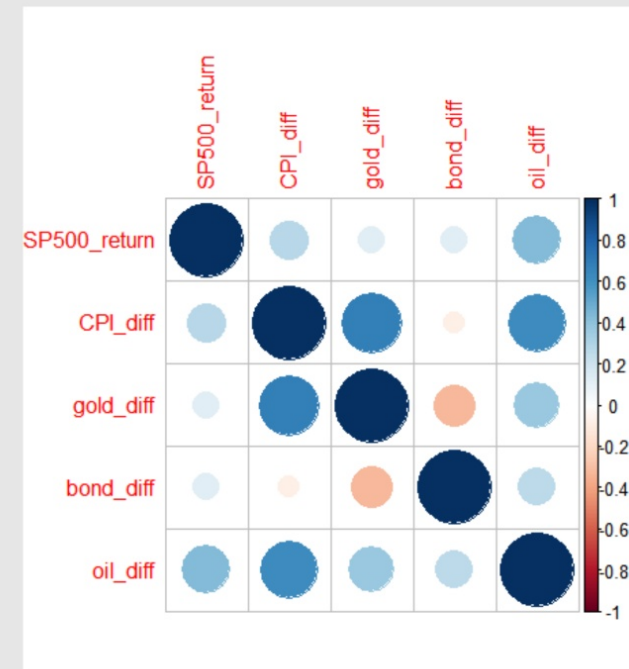 SP500_return
CPI_diff
gold_diff
bond_diff
oil_diff
SP500_return
CPI_diff
gold_diff
bond_diff
oil_diff
1
0.8
0.6
0.4
0.2
0
-0.2
-0.4
-0.6
-0.8
-1